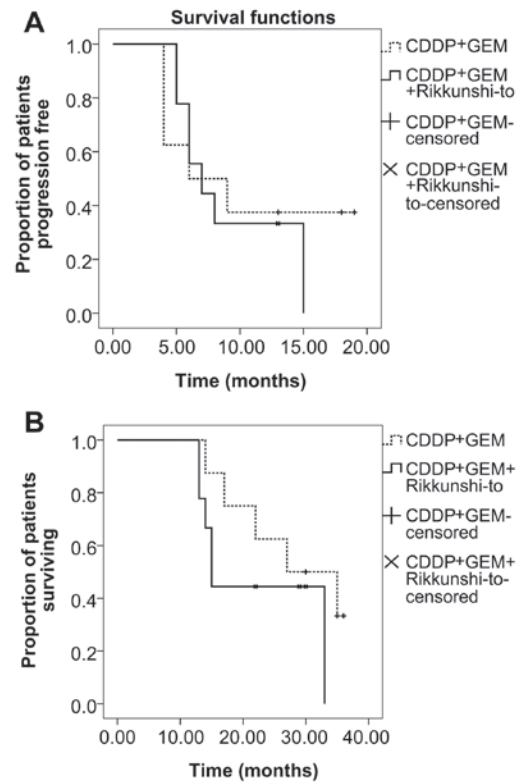 A
Survival functions
Proportion of patients
progression free
1.0
0.8
0.6
0.4
0.2
0.0
0.00 5.00 10.00 15.00 20.00
Time (months)
CDDP+GEM
CDDP+GEM
+Rikkunshi-to
CDDP+GEM-
censored
CDDP+GEM
+Rikkunshi-
to-censored
B
Proportion of patients
surviving
1.0
0.8
0.6
0.4
0.2
0.0
0.00 10.00 20.00 30.00 40.00
Time (months)
CDDP+GEM
CDDP+GEM+
Rikkunshi-to
CDDP+GEM-
censored
CDDP+GEM+
Rikkunshi-to-
censored